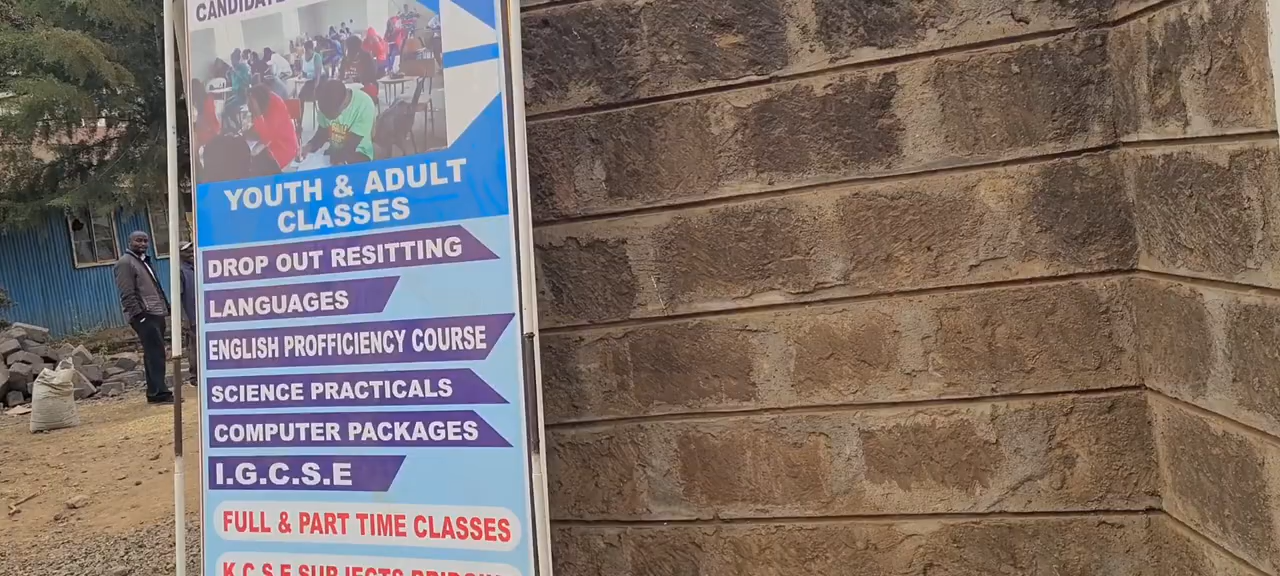 CANDIDATE
YOUTH & ADULT
CLASSES
DROP OUT RESITTING
LANGUAGES
ENGLISH PROFFICIENCY COURSE
SCIENCE PRACTICALS
COMPUTER PACKAGES
I.G.C.S.E
FULL & PART TIME CLASSES
K.C.S.E SUBJECTS